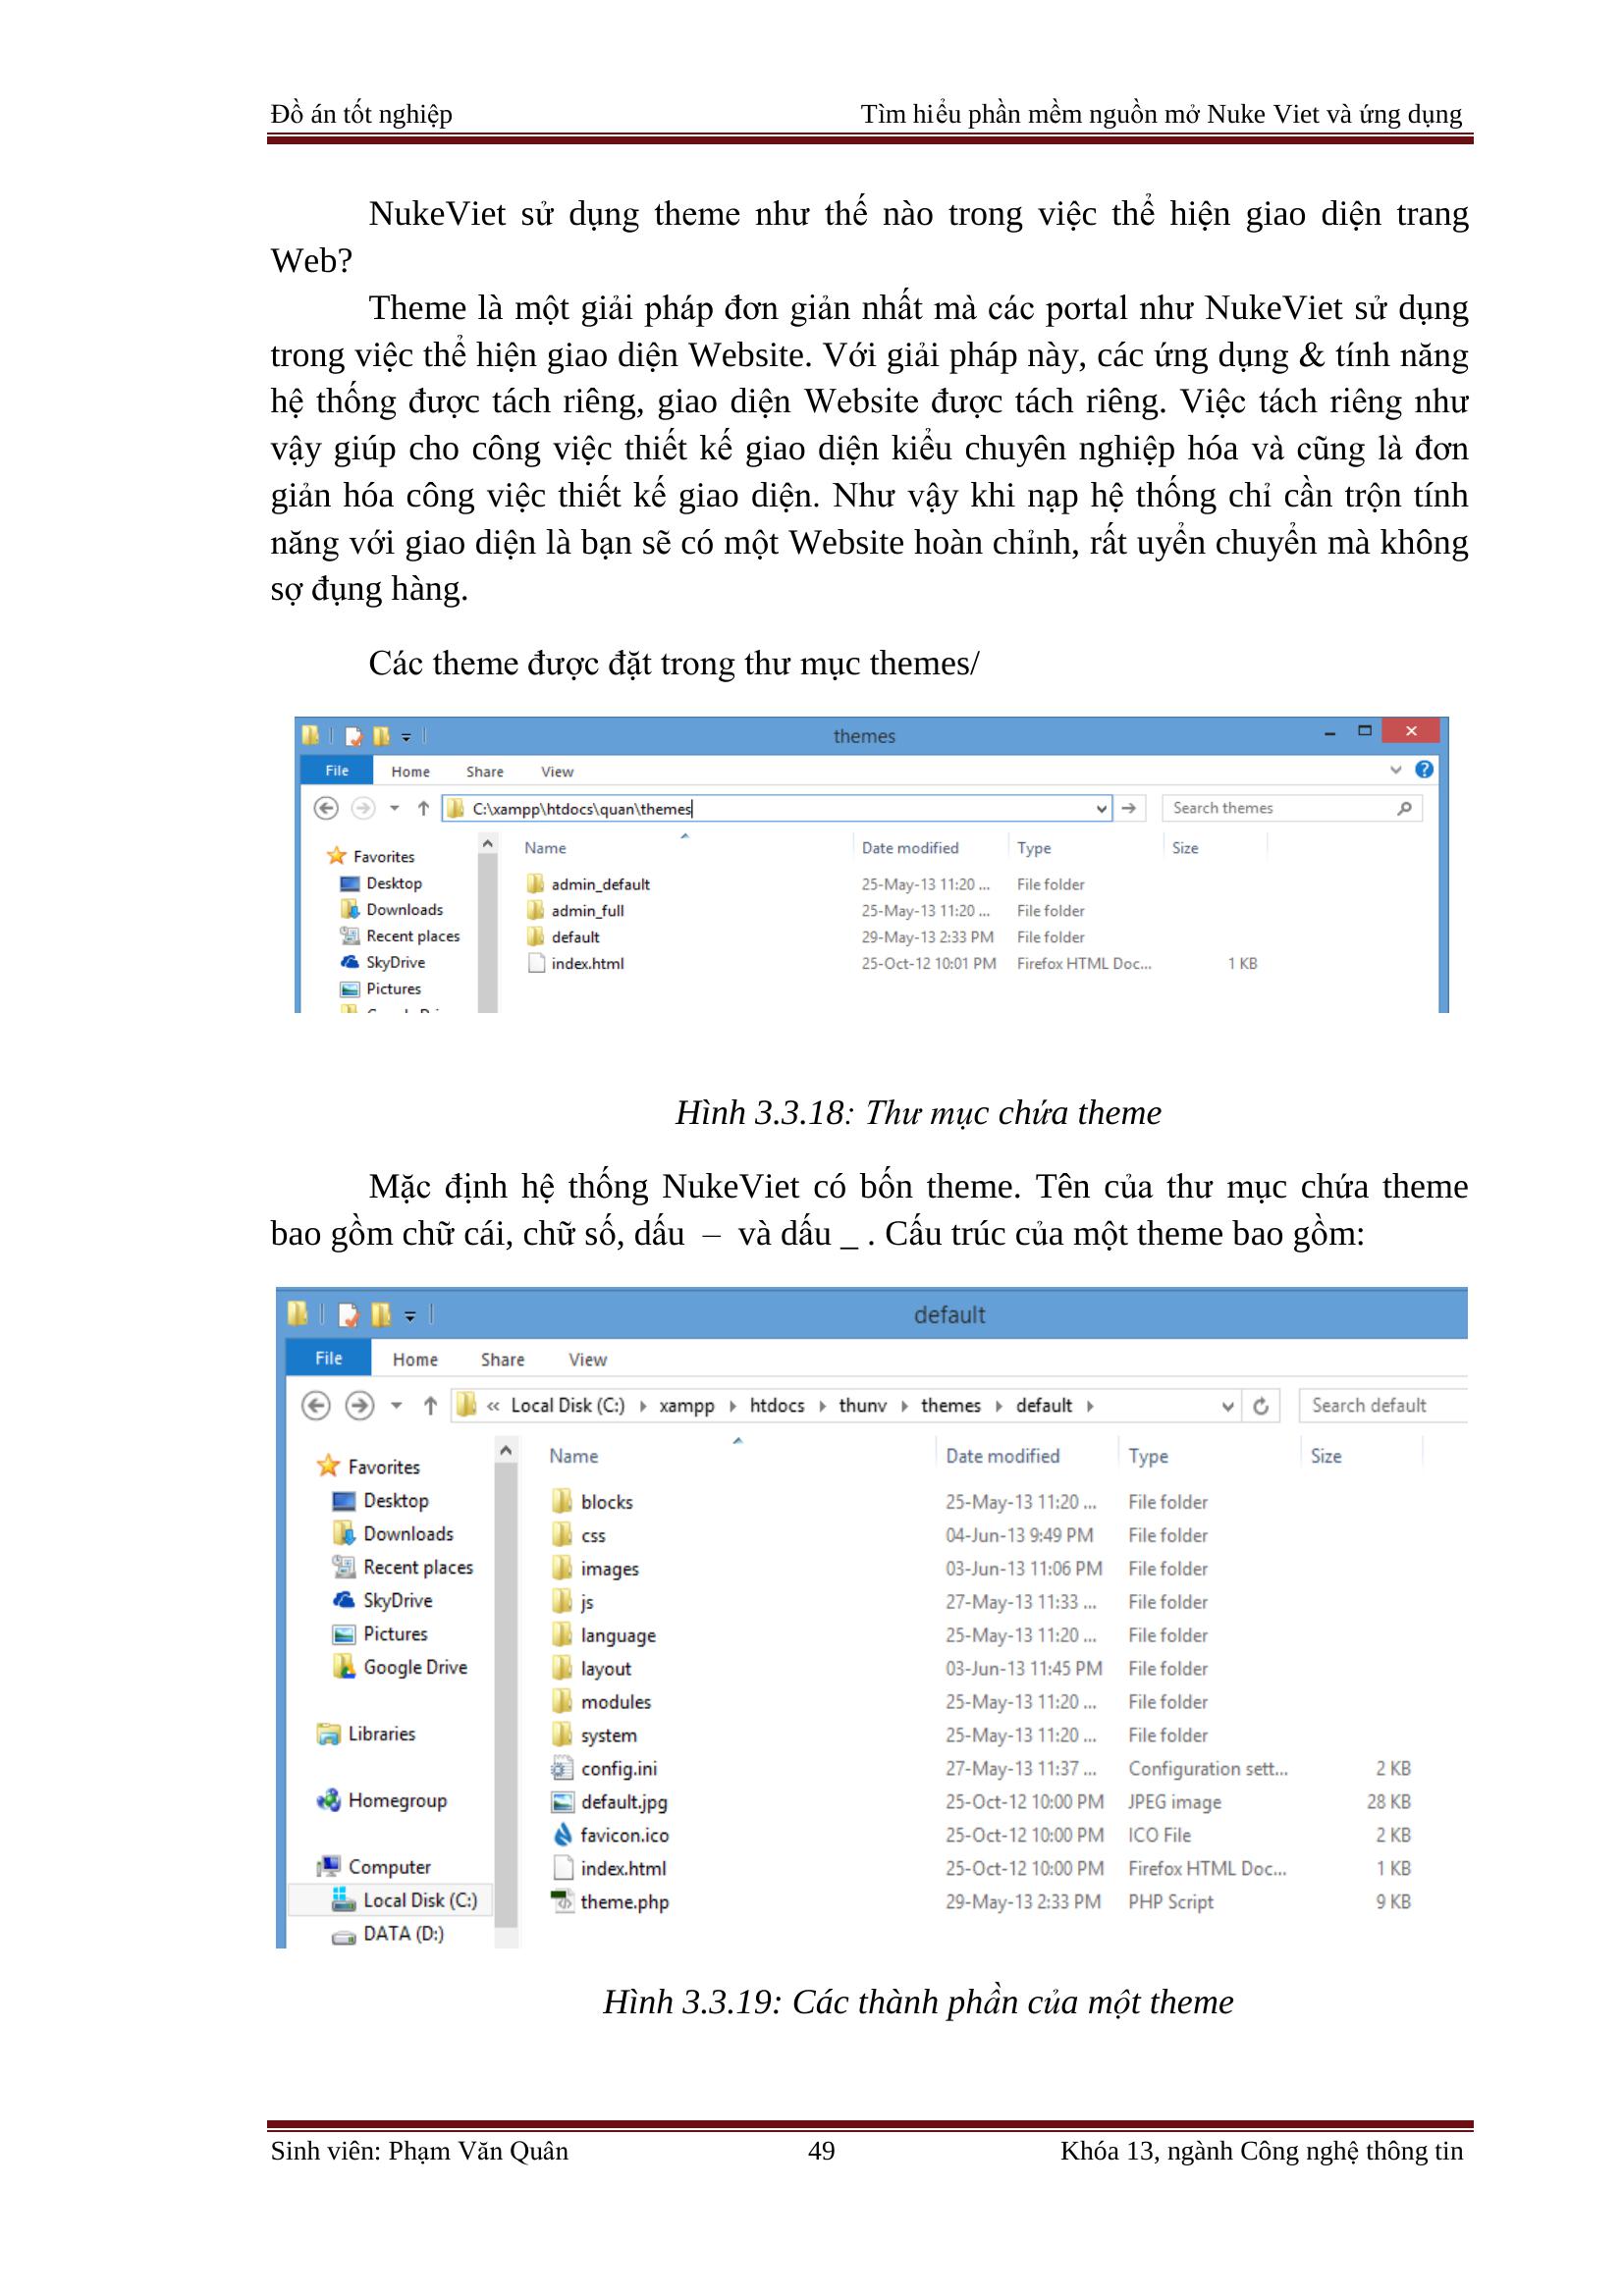 Đồ án tốt nghiệp Tìm hiểu phần mềm nguồn mở Nuke Viet và ứng dụng
NukeViet sử dụng theme như thế nào trong việc thể hiện giao diện trang
Web?
Theme là một giải pháp đơn giản nhất mà các portal như NukeViet sử dụng
trong việc thể hiện giao diện Website. Với giải pháp này, các ứng dụng & tính năng
hệ thống được tách riêng, giao diện Website được tách riêng. Việc tách riêng như
vậy giúp cho công việc thiết kế giao diện kiểu chuyên nghiệp hóa và cũng là đơn
giản hóa công việc thiết kế giao diện. Như vậy khi nạp hệ thống chỉ cần trộn tính
năng với giao diện là bạn sẽ có một Website hoàn chỉnh, rất uyển chuyển mà không
sợ đụng hàng.
Các theme được đặt trong thư mục themes/
themes
File Home Share View
C:\xampp\htdocs\quan\themes Search themes
Name Date modified Type Size
Favorites
Desktop admin_default 25-May-13 11:20 ... File folder
Downloads admin_full 25-May-13 11:20 ... File folder
Recent places default 29-May-13 2:33 PM File folder
SkyDrive index.html 25-Oct-12 10:01 PM Firefox HTML Doc... 1 KB
Pictures
Hình 3.3.18: Thư mục chứa theme
Mặc định hệ thống NukeViet có bốn theme. Tên của thư mục chứa theme
bao gồm chữ cái, chữ số, dấu – và dấu _ . Cấu trúc của một theme bao gồm:
default
File Home Share View
« Local Disk (C:) xampp htdocs thunv themes default Search default
Name Date modified Type Size
Favorites
Desktop blocks 25-May-13 11:20 ... File folder
Downloads css 04-Jun-13 9:49 PM File folder
Recent places images 03-Jun-13 11:06 PM File folder
SkyDrive js 27-May-13 11:33 ... File folder
Pictures language 25-May-13 11:20 ... File folder
Google Drive layout 03-Jun-13 11:45 PM File folder
modules 25-May-13 11:20 ... File folder
Libraries system 25-May-13 11:20 ... File folder
config.ini 27-May-13 11:37 ... Configuration sett... 2 KB
Homegroup default.jpg 25-Oct-12 10:00 PM JPEG image 28 KB
favicon.ico 25-Oct-12 10:00 PM ICO File 2 KB
Computer index.html 25-Oct-12 10:00 PM Firefox HTML Doc... 1 KB
Local Disk (C:) theme.php 29-May-13 2:33 PM PHP Script 9 KB
DATA (D:)
Hình 3.3.19: Các thành phần của một theme
Sinh viên: Phạm Văn Quân 49 Khóa 13, ngành Công nghệ thông tin